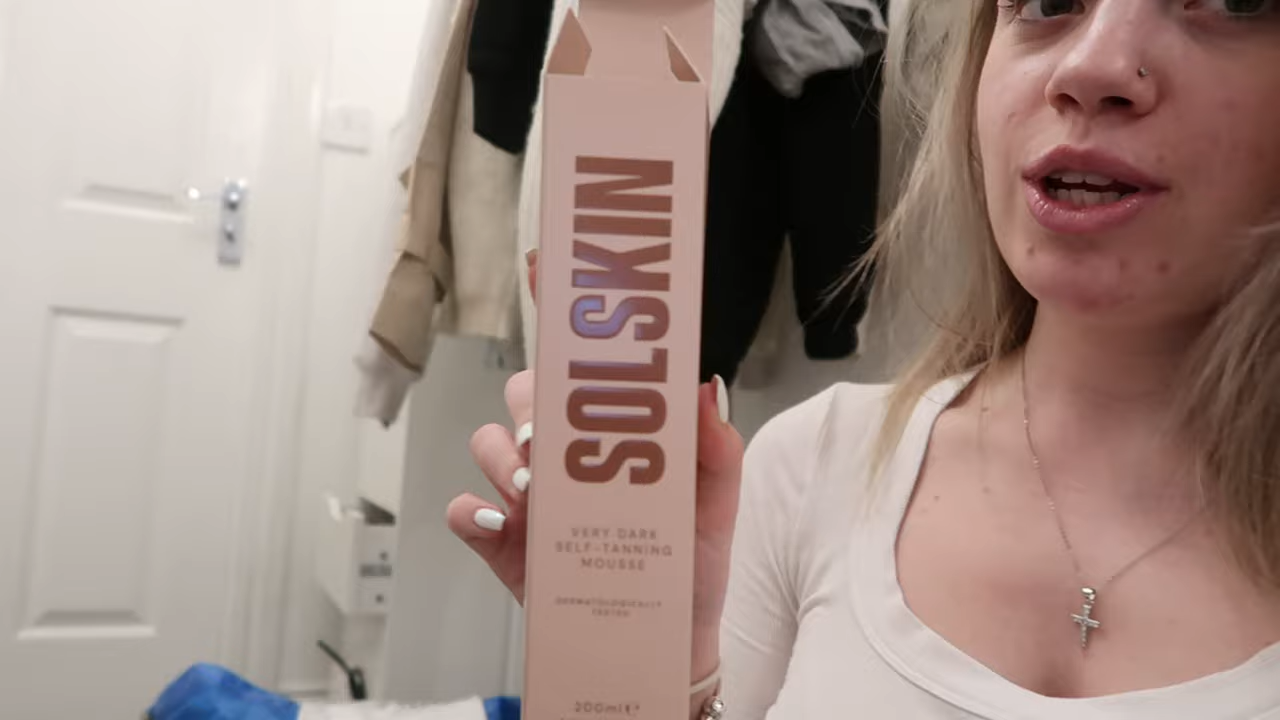 SOLSKIN
VERY DARK
SELF-TANNING
MOUSSE
DERMATOLOGICALLY
TESTED
200ml℮